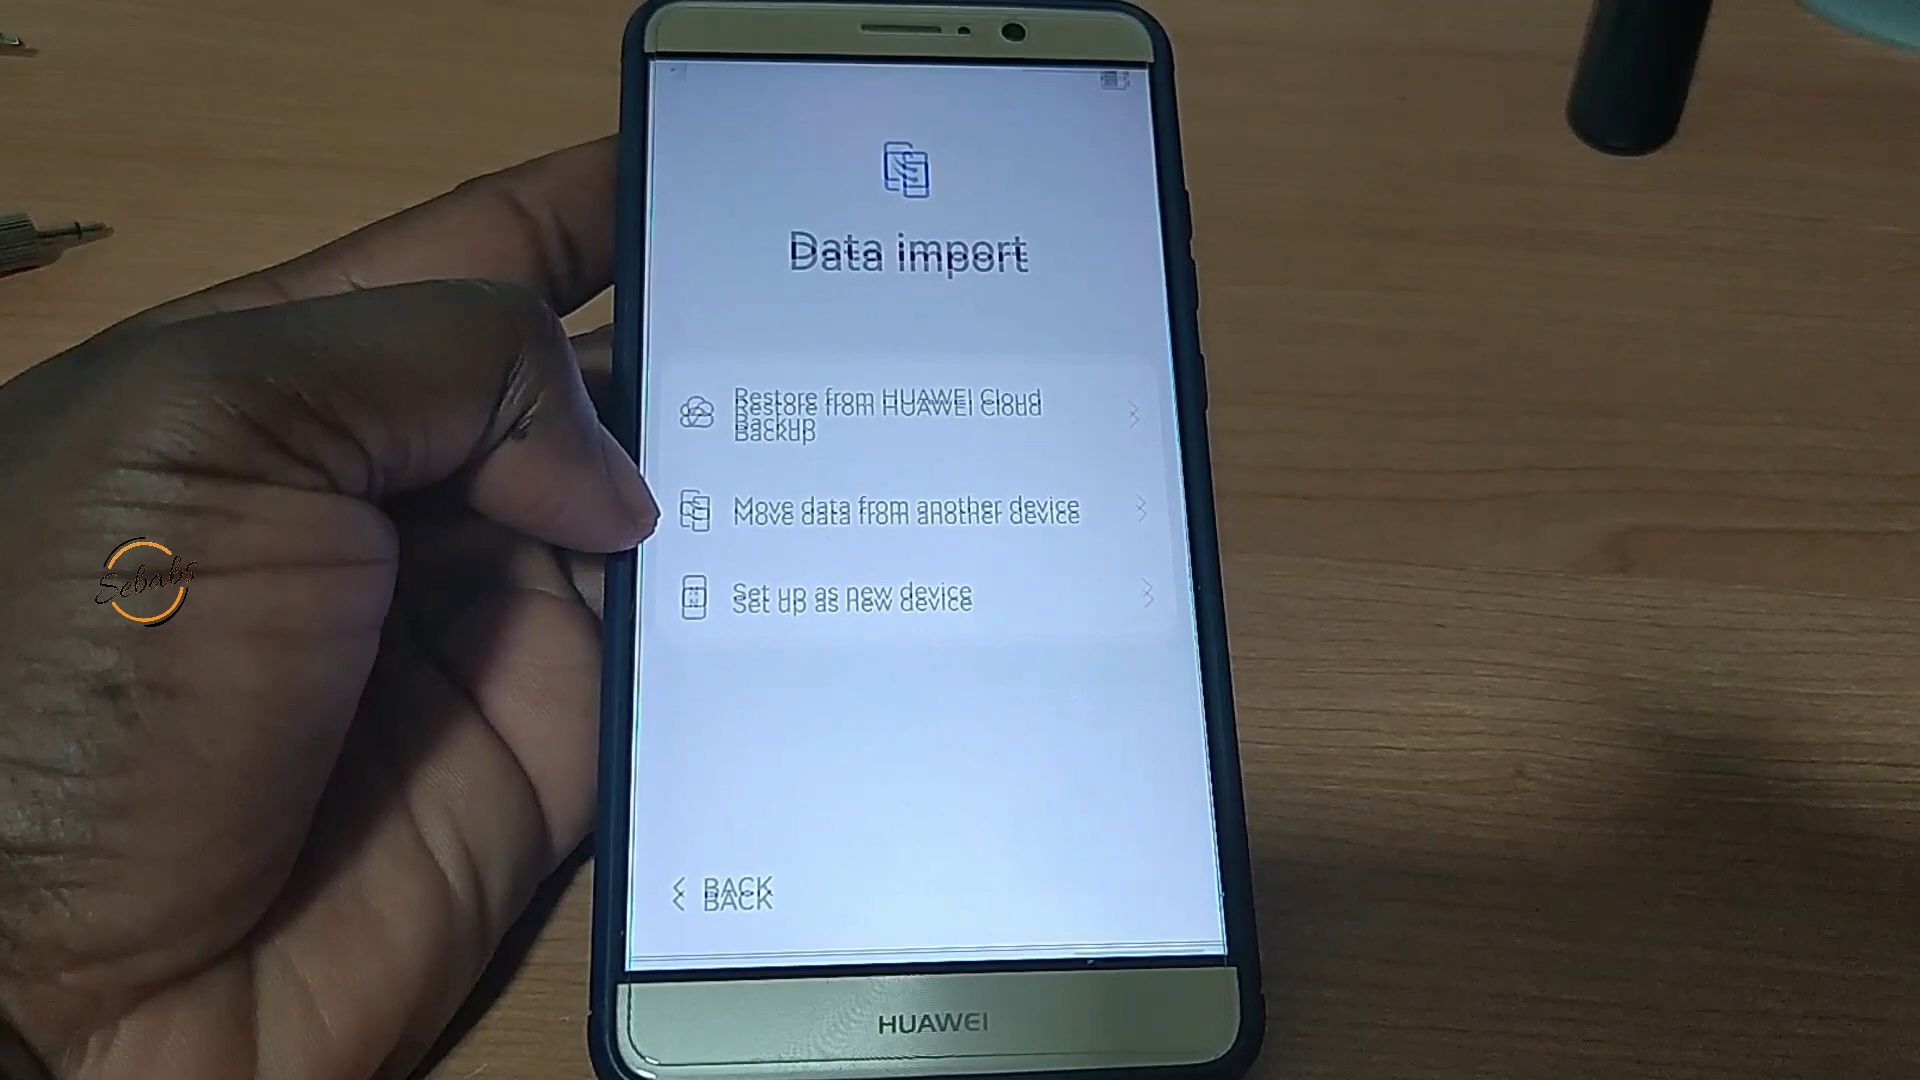 Data import
Restore from HUAWEI Cloud
Backup
Move data from another device
Set up as new device
BACK
HUAWEI
Sebabs